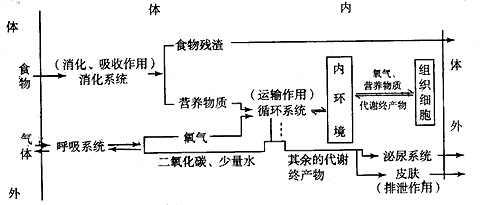 体 体 内
食物残渣
(消化、吸收作用)
食物 消化系统
体
内环境
氧气、营养物质
代谢终产物
组织细胞
(运输作用)
营养物质 循环系统
气体 呼吸系统 氧气
外
二氧化碳、少量水 其余的代谢终产物
泌尿系统
外 皮肤
(排泄作用)